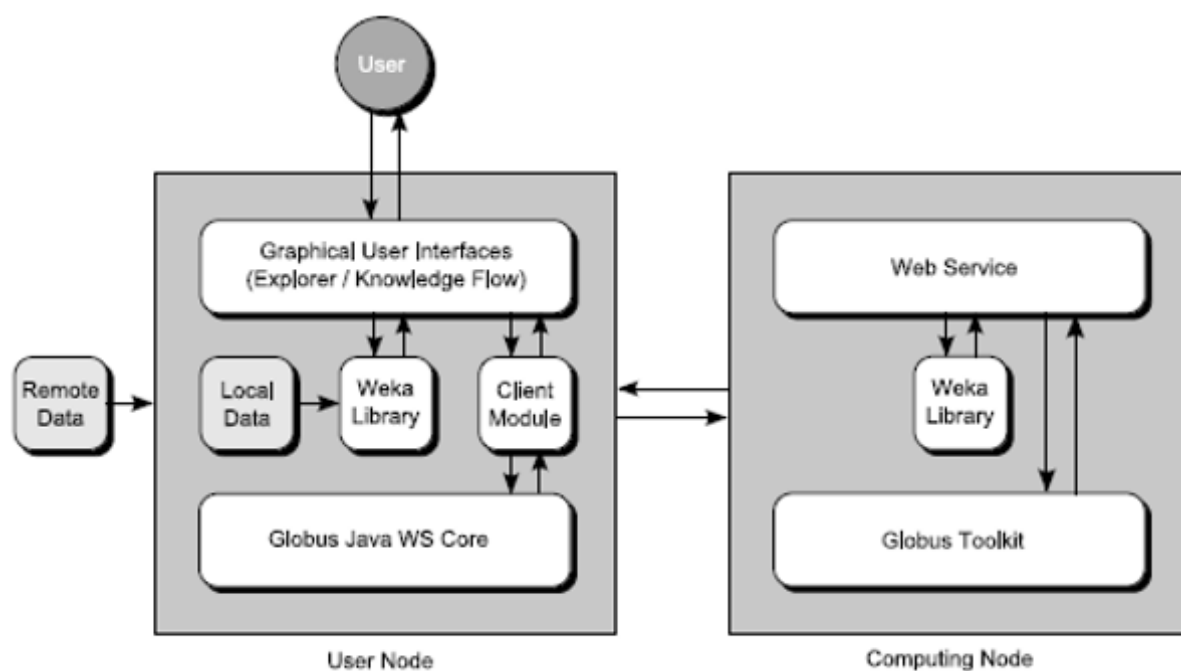 User
Graphical User Interfaces
(Explorer / Knowledge Flow)
Web Service
Remote
Data
Local
Data
Weka
Library
Client
Module
Weka
Library
Globus Java WS Core
Globus Toolkit
User Node
Computing Node